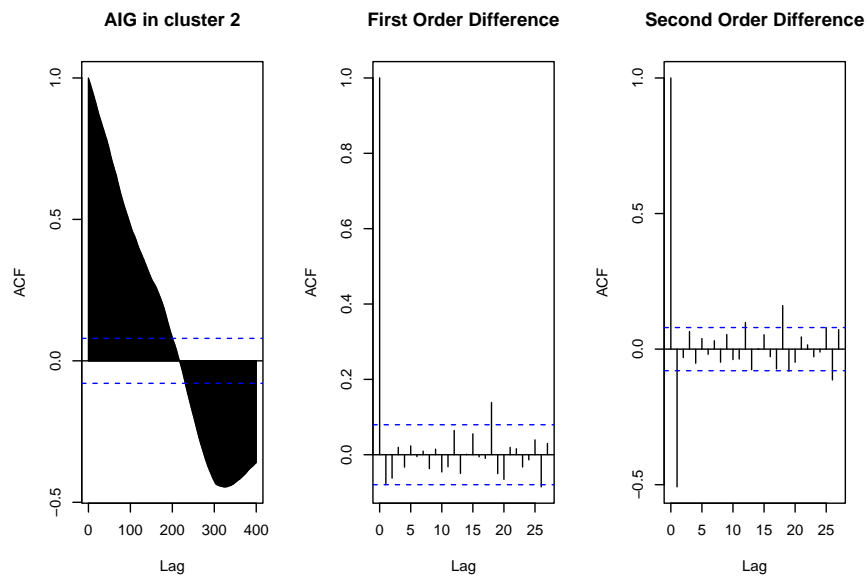 AIG in cluster 2
ACF
1.0
0.5
0.0
−0.5
0 100 200 300 400
Lag
First Order Difference
ACF
1.0
0.8
0.6
0.4
0.2
0.0
0 5 10 15 20 25
Lag
Second Order Difference
ACF
1.0
0.5
0.0
−0.5
0 5 10 15 20 25
Lag